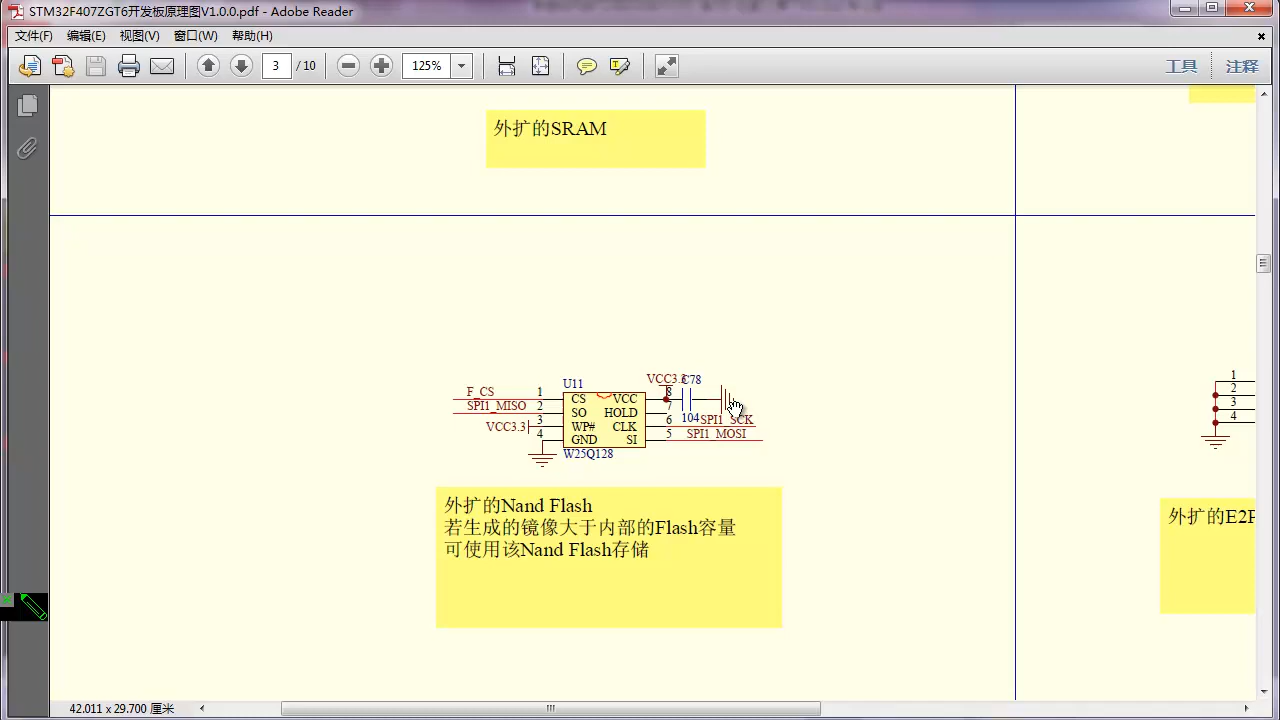 STM32F407ZGT6开发板原理图V1.0.0.pdf - Adobe Reader
文件(F) 编辑(E) 视图(V) 窗口(W) 帮助(H)
3 / 10 125% 工具 注释
外扩的SRAM
U11
VCC3.3 C78
F_CS 1 CS VCC 8
SPI1_MISO 2 SO HOLD 7
VCC3.3 3 WP# CLK 6 104 SPI1_SCK
4 GND SI 5 SPI1_MOSI
W25Q128
1
2
3
4
外扩的Nand Flash
若生成的镜像大于内部的Flash容量
可使用该Nand Flash存储
外扩的E2P
42.011 x 29.700 厘米